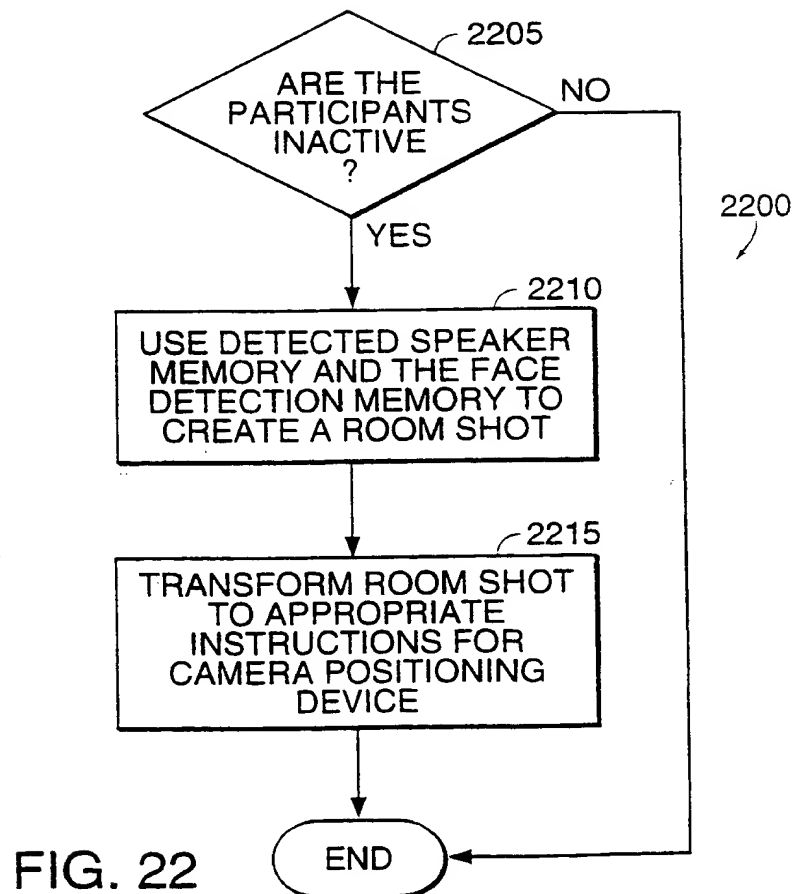 2205
ARE THE
PARTICIPANTS
INACTIVE
?
NO
2200
YES
2210
USE DETECTED SPEAKER
MEMORY AND THE FACE
DETECTION MEMORY TO
CREATE A ROOM SHOT
2215
TRANSFORM ROOM SHOT
TO APPROPRIATE
INSTRUCTIONS FOR
CAMERA POSITIONING
DEVICE
END
FIG. 22